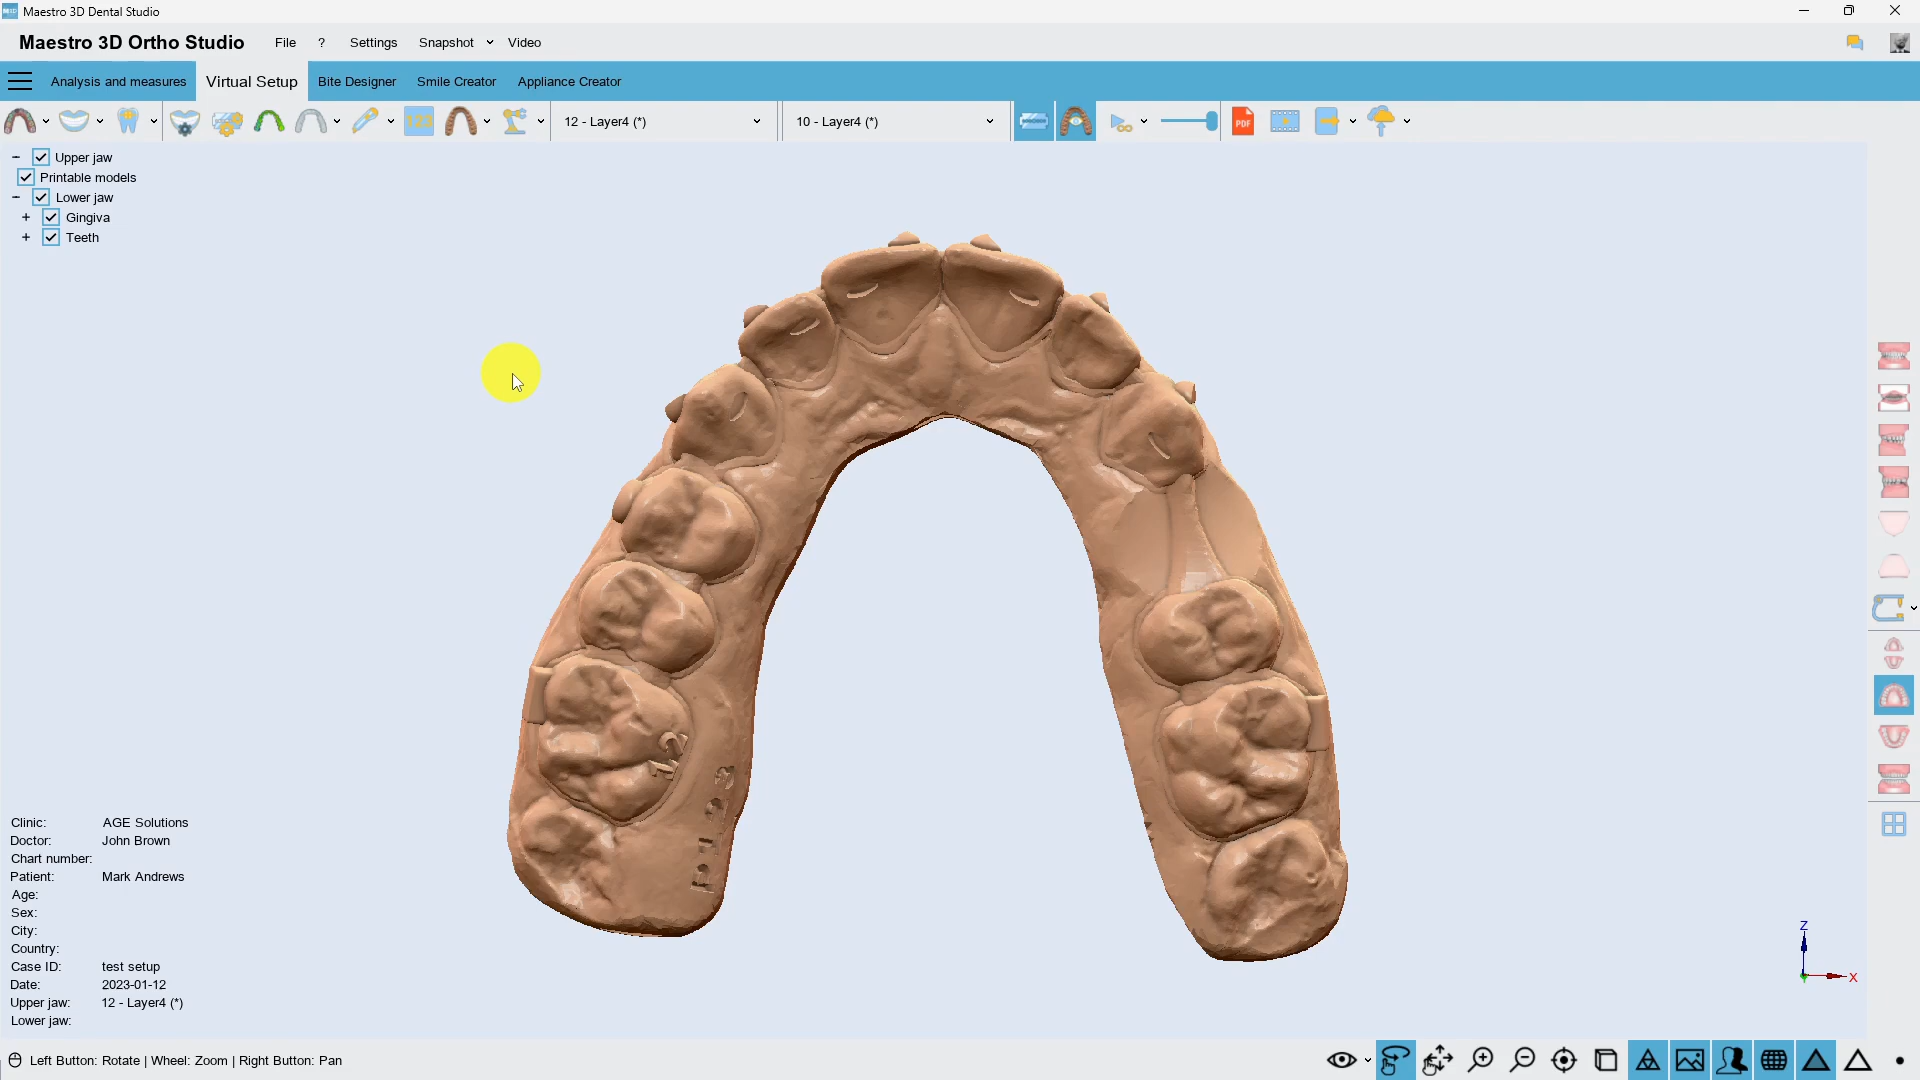 Maestro 3D Dental Studio
Maestro 3D Ortho Studio File ? Settings Snapshot Video
Analysis and measures Virtual Setup Bite Designer Smile Creator Appliance Creator
123 12 - Layer4 (*) 10 - Layer4 (*) PDF
Upper jaw
Printable models
Lower jaw
+ Gingiva
+ Teeth
12
Clinic: AGE Solutions
Doctor: John Brown
Chart number:
Patient: Mark Andrews
Age:
Sex:
City:
Country:
Case ID: test setup
Date: 2023-01-12
Upper jaw: 12 - Layer4 (*)
Lower jaw:
Z
X
Left Button: Rotate | Wheel: Zoom | Right Button: Pan